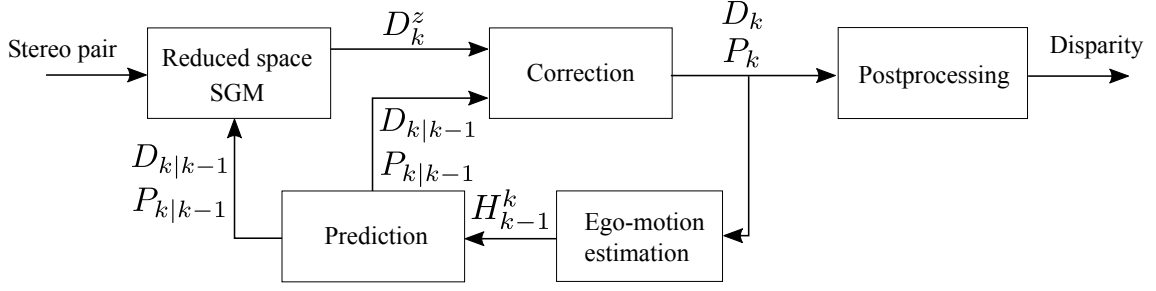 Stereo pair
Reduced space
SGM
D_k^z
Correction
D_k
P_k
Postprocessing
Disparity
D_{k|k−1}
P_{k|k−1}
D_{k|k−1}
P_{k|k−1}
Prediction
H_{k−1}^k
Ego-motion
estimation